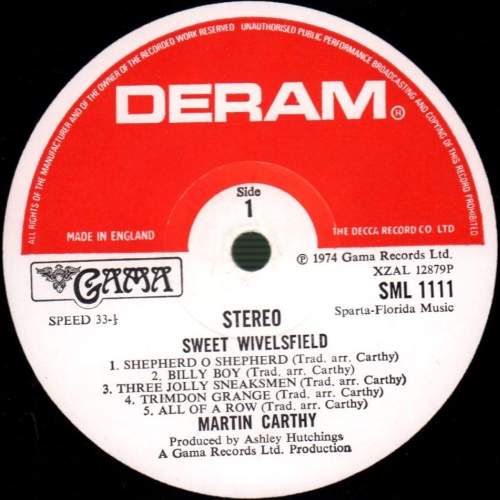 ALL RIGHTS OF THE MANUFACTURER AND OF THE OWNER OF THE RECORDED WORK RESERVED UNAUTHORISED PUBLIC PERFORMANCE BROADCASTING AND COPYING OF THIS RECORD PROHIBITED
DERAM®
Side
1
MADE IN ENGLAND
THE DECCA RECORD CO LTD
GAMA
SPEED 33-⅓
℗ 1974 Gama Records Ltd.
XZAL 12879P
SML 1111
Sparta-Florida Music
STEREO
SWEET WIVELSFIELD
1. SHEPHERD O SHEPHERD (Trad. arr. Carthy)
2. BILLY BOY (Trad. arr. Carthy)
3. THREE JOLLY SNEAKSMEN (Trad. arr. Carthy)
4. TRIMDON GRANGE (Trad. arr. Carthy)
5. ALL OF A ROW (Trad. arr. Carthy)
MARTIN CARTHY
Produced by Ashley Hutchings
A Gama Records Ltd. Production